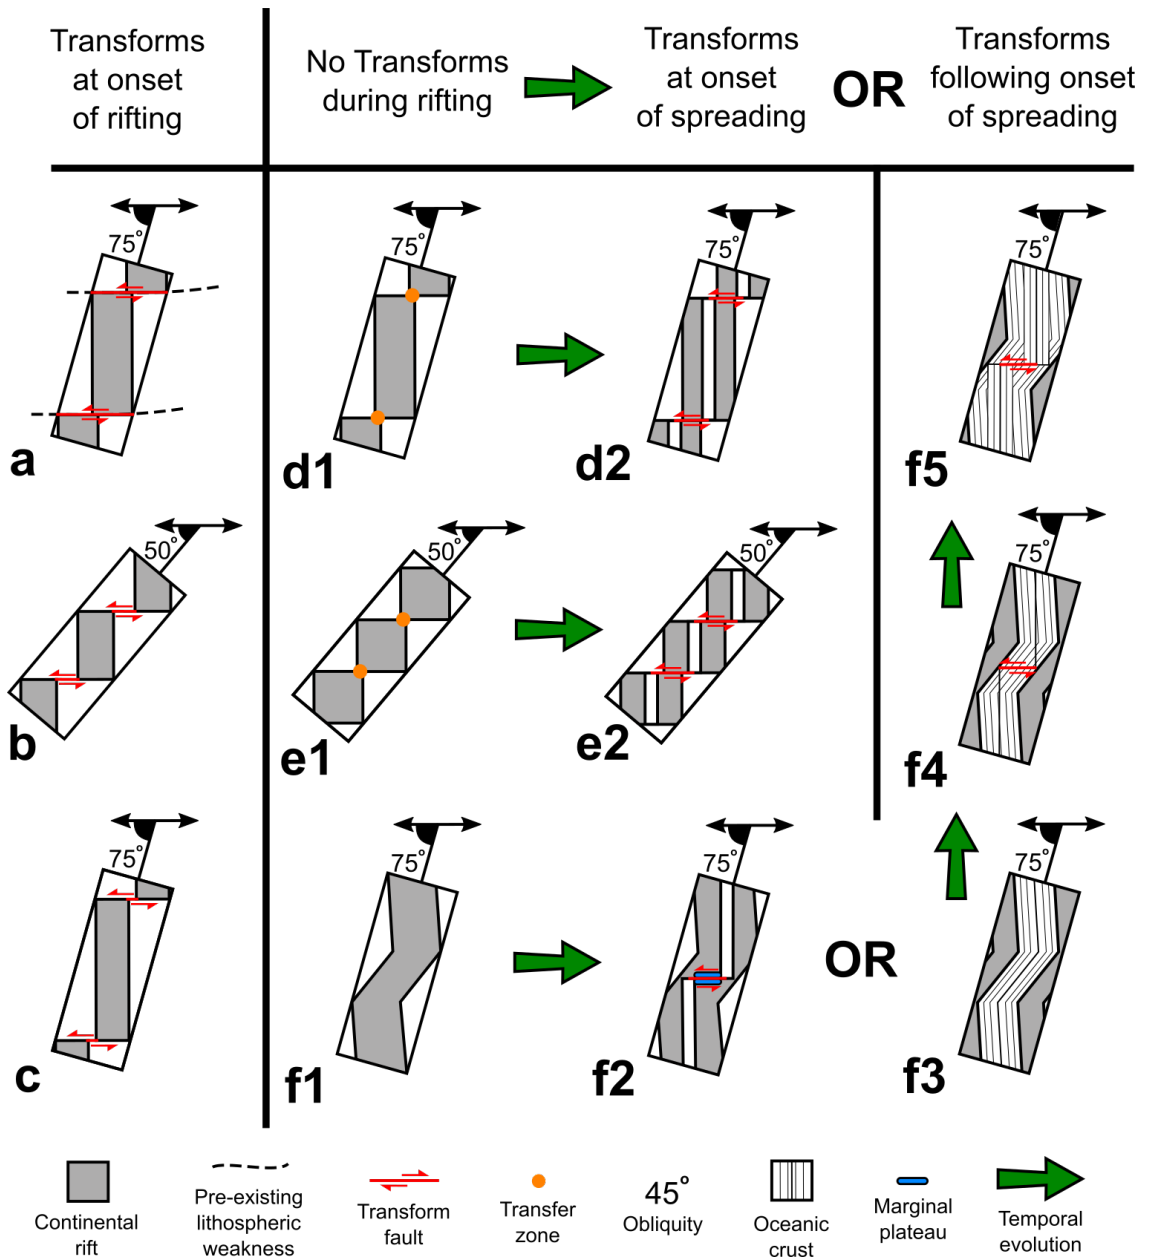 Transforms
at onset
of rifting
No Transforms
during rifting
Transforms
at onset
of spreading
OR
Transforms
following onset
of spreading
75°
a
75°
d1
75°
d2
75°
f5
50°
b
50°
e1
50°
e2
75°
f4
75°
c
75°
f1
75°
f2
OR
75°
f3
Continental
rift
Pre-existing
lithospheric
weakness
Transform
fault
Transfer
zone
45°
Obliquity
Oceanic
crust
Marginal
plateau
Temporal
evolution